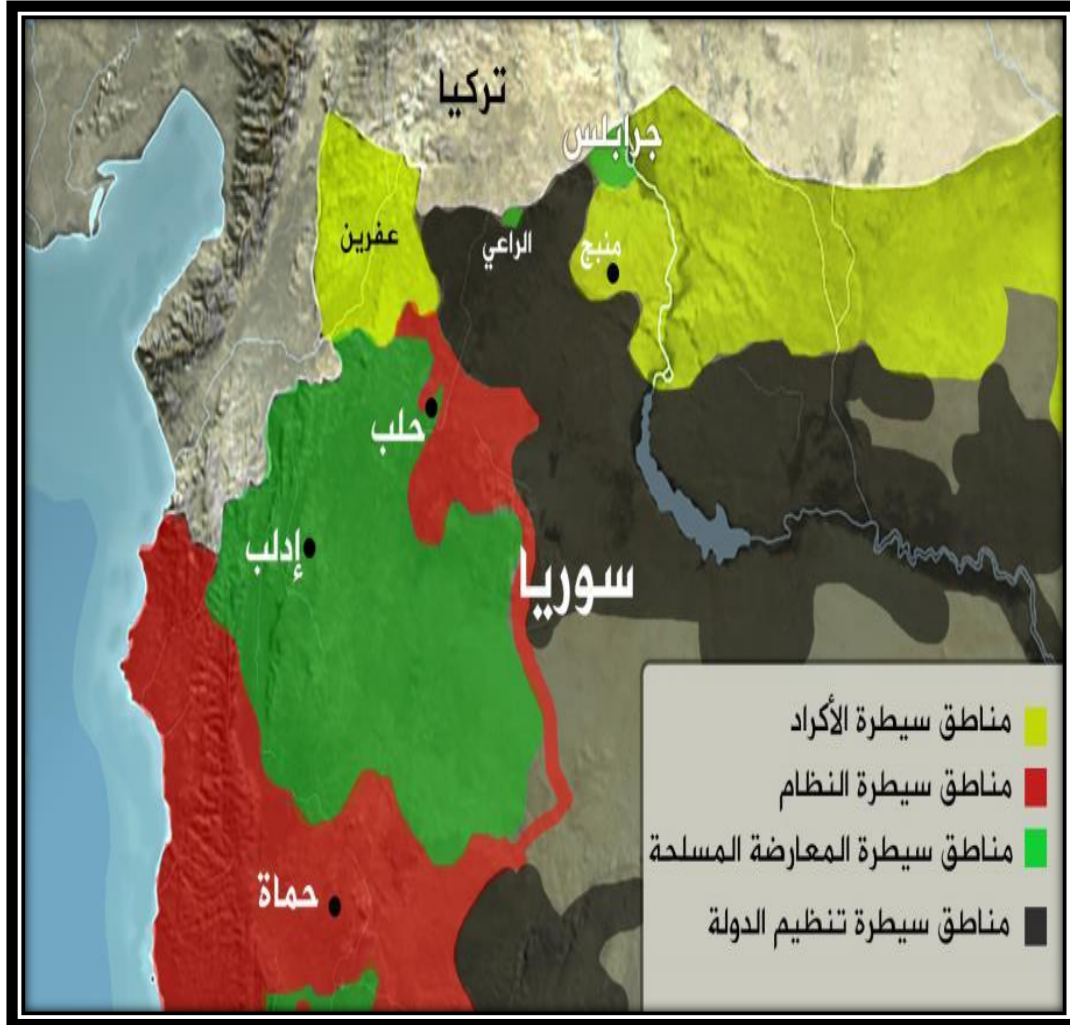 تركيا
جرابلس
عفرين
الراعي
منبج
حلب
إدلب
سوريا
حماة
مناطق سيطرة الأكراد
مناطق سيطرة النظام
مناطق سيطرة المعارضة المسلحة
مناطق سيطرة تنظيم الدولة